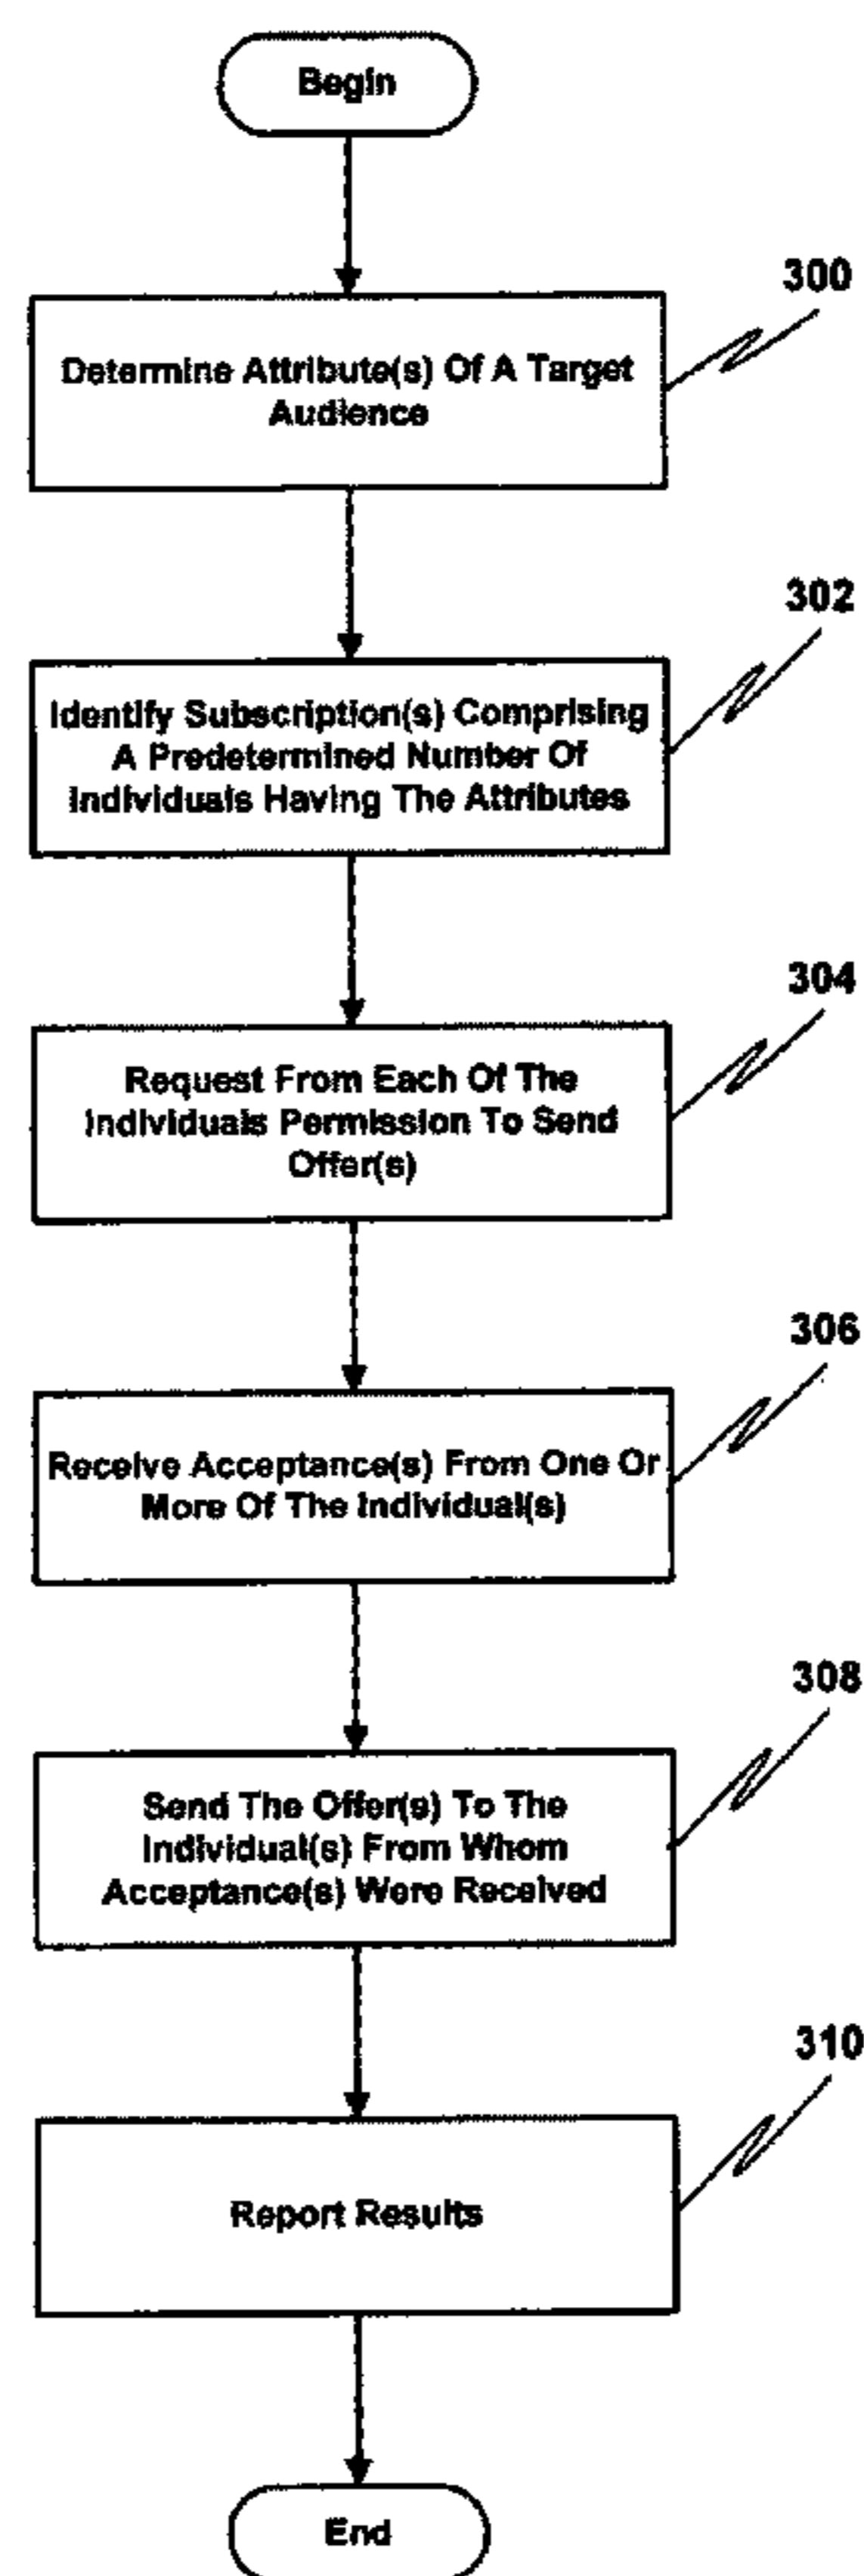 Begin
300
Determine Attribute(s) Of A Target
Audience
302
Identify Subscription(s) Comprising
A Predetermined Number Of
Individuals Having The Attributes
304
Request From Each Of The
Individuals Permission To Send
Offer(s)
306
Receive Acceptance(s) From One Or
More Of The Individual(s)
308
Send The Offer(s) To The
Individual(s) From Whom
Acceptance(s) Were Received
310
Report Results
End